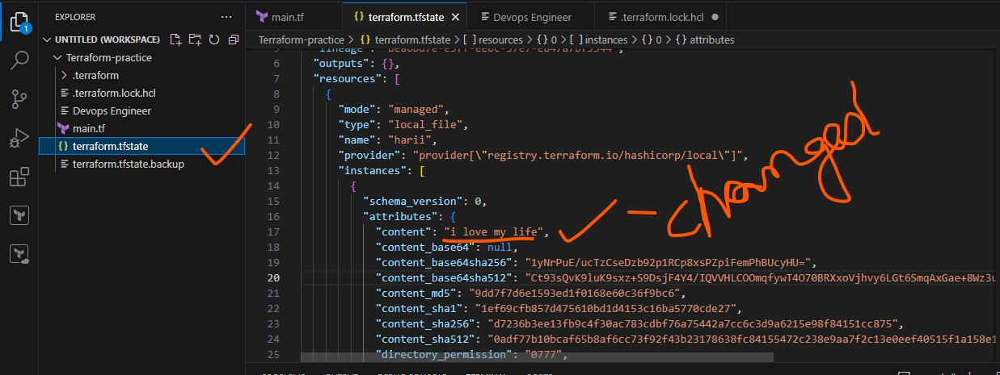 EXPLORER
main.tf
terraform.tfstate
Devops Engineer
.terraform.lock.hcl
1
UNTITLED (WORKSPACE)
Terraform-practice
.terraform
.terraform.lock.hcl
Devops Engineer
main.tf
terraform.tfstate
terraform.tfstate.backup
Terraform-practice > {} terraform.tfstate > [ ] resources > {} 0 > [ ] instances > {} 0 > {} attributes
6 "outputs": {},
7 "resources": [
8 {
9 "mode": "managed",
10 "type": "local_file",
11 "name": "harii",
12 "provider": "provider[\"registry.terraform.io/hashicorp/local\"]",
13 "instances": [
14 {
15 "schema_version": 0,
16 "attributes": {
17 "content": "i love my life",
18 "content_base64": null,
19 "content_base64sha256": "1yNrPuE/ucTzCseDzb92p1RCp8xsPZpiFemPhBUcyHU=",
20 "content_base64sha512": "Ct93sQvK9luK9sxz+S9DsjF4Y4/IQVVHLCOOmqfywT4O70BRXxoVjhvy6LGt6SmqAxGae+8Wz3u
21 "content_md5": "9dd7f7d6e1593ed1f0168e60c36f9bc6",
22 "content_sha1": "1ef69cfb857d475610bd1d4153c16ba5770cde27",
23 "content_sha256": "d7236b3ee13fb9c4f30ac783cdbf76a75442a7cc6c3d9a6215e98f84151cc875",
24 "content_sha512": "0adf77b10bcaf65b8af6cc73f92f43b23178638fc84155472c238e9aa7f2c13e0eef40515f1a158e1
25 "directory_permission": "0777",
- changed